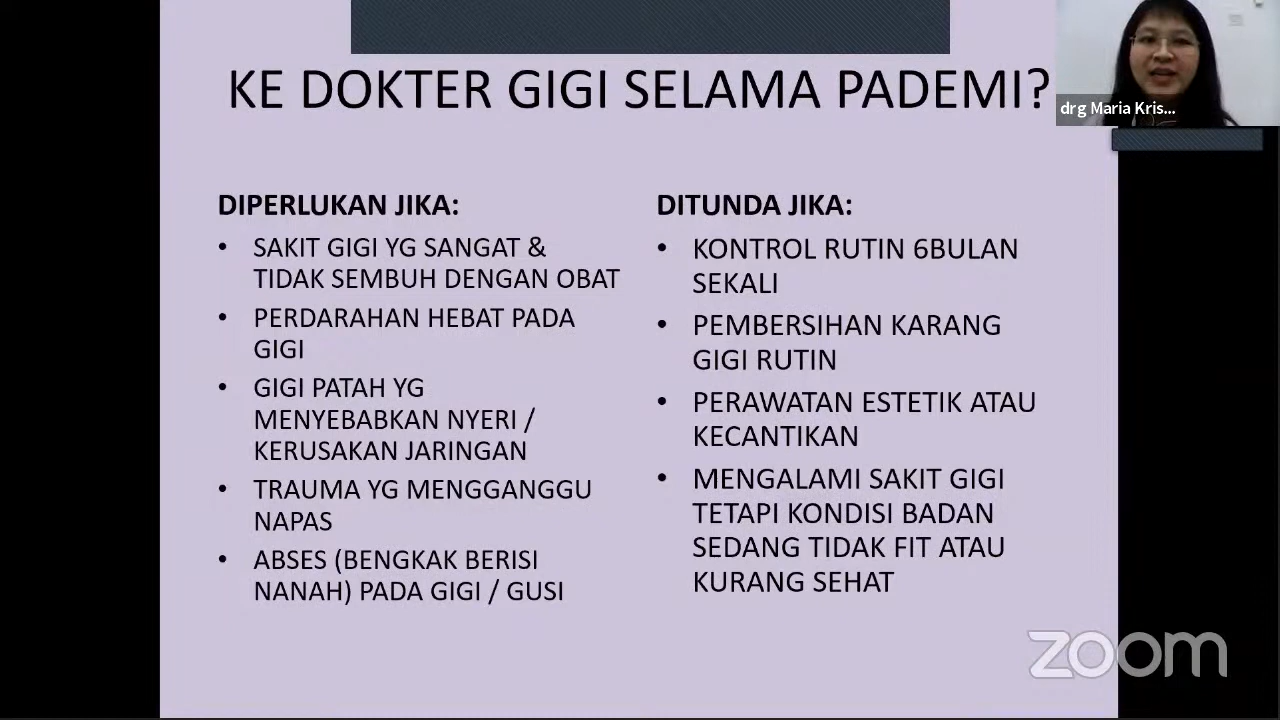 KE DOKTER GIGI SELAMA PADEMI?
drg Maria Kris...
DIPERLUKAN JIKA:
• SAKIT GIGI YG SANGAT &
TIDAK SEMBUH DENGAN OBAT
• PERDARAHAN HEBAT PADA
GIGI
• GIGI PATAH YG
MENYEBABKAN NYERI /
KERUSAKAN JARINGAN
• TRAUMA YG MENGGANGGU
NAPAS
• ABSES (BENGKAK BERISI
NANAH) PADA GIGI / GUSI
DITUNDA JIKA:
• KONTROL RUTIN 6BULAN
SEKALI
• PEMBERSIHAN KARANG
GIGI RUTIN
• PERAWATAN ESTETIK ATAU
KECANTIKAN
• MENGALAMI SAKIT GIGI
TETAPI KONDISI BADAN
SEDANG TIDAK FIT ATAU
KURANG SEHAT
zoom